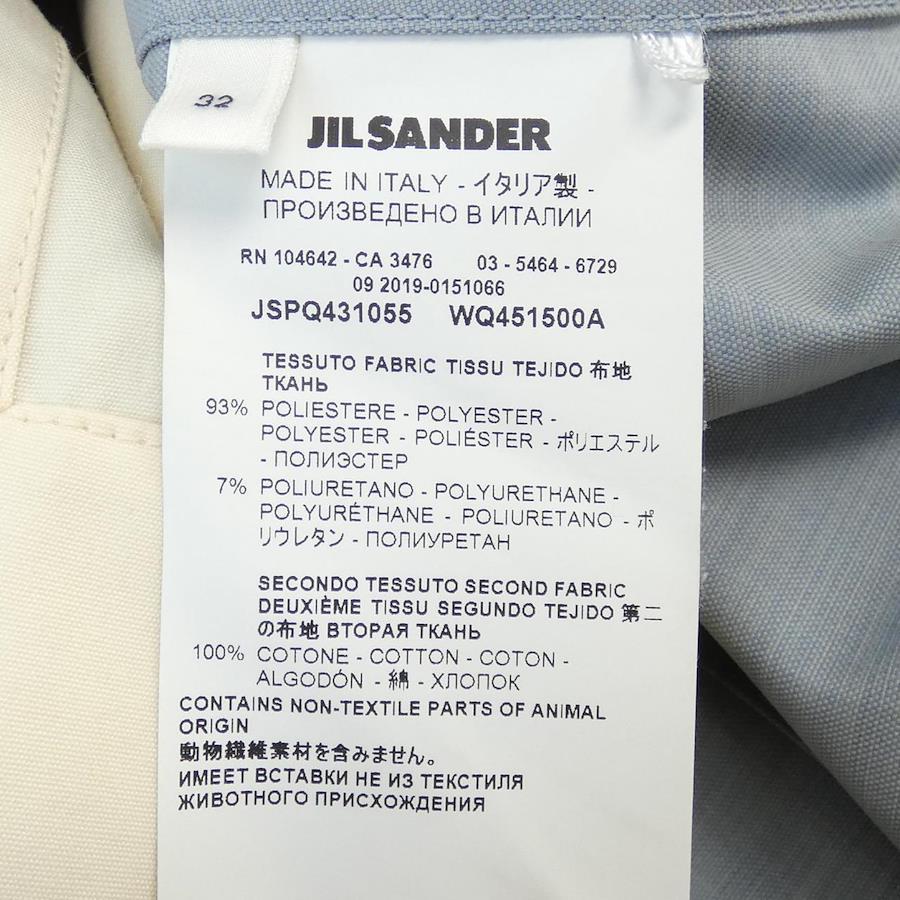 32
JIL SANDER
MADE IN ITALY - イタリア製 -
ПРОИЗВЕДЕНО В ИТАЛИИ
RN 104642 - CA 3476 03 - 5464 - 6729
09 2019-0151066
JSPQ431055 WQ451500A
TESSUTO FABRIC TISSU TEJIDO 布地
ТКАНЬ
93% POLIESTERE - POLYESTER -
POLYESTER - POLIÉSTER - ポリエステル
- ПОЛИЭСТЕР
7% POLIURETANO - POLYURETHANE -
POLYURÉTHANE - POLIURETANO - ポ
リウレタン - ПОЛИУРЕТАН
SECONDO TESSUTO SECOND FABRIC
DEUXIÈME TISSU SEGUNDO TEJIDO 第二
の布地 ВТОРАЯ ТКАНЬ
100% COTONE - COTTON - COTON -
ALGODÓN - 綿 - ХЛОПОК
CONTAINS NON-TEXTILE PARTS OF ANIMAL
ORIGIN
動物繊維素材を含みません。
ИМЕЕТ ВСТАВКИ НЕ ИЗ ТЕКСТИЛЯ
ЖИВОТНОГО ПРИСХОЖДЕНИЯ